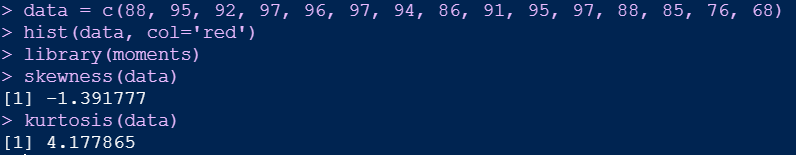 > data = c(88, 95, 92, 97, 96, 97, 94, 86, 91, 95, 97, 88, 85, 76, 68)
> hist(data, col='red')
> library(moments)
> skewness(data)
[1] -1.391777
> kurtosis(data)
[1] 4.177865